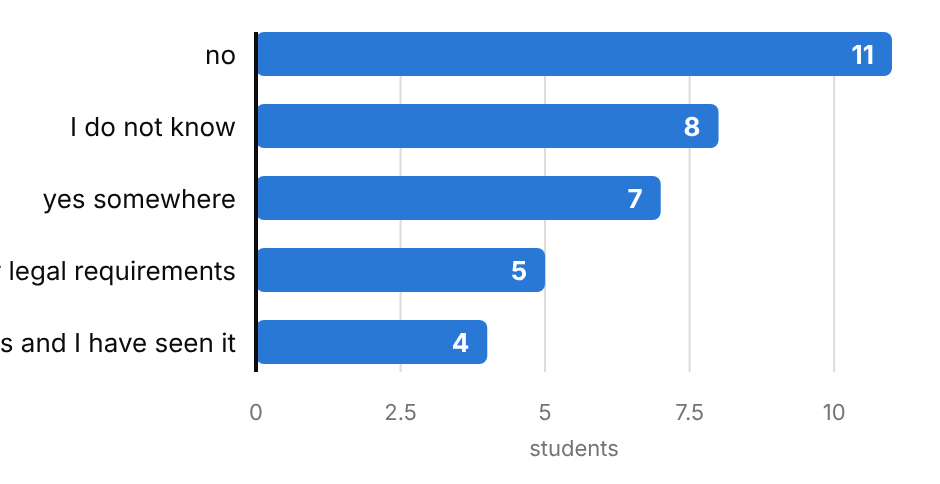 no 11
I do not know 8
yes somewhere 7
legal requirements 5
and I have seen it 4
0 2.5 5 7.5 10
students